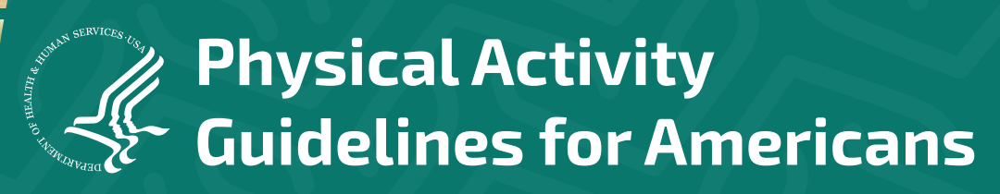 DEPARTMENT OF HEALTH & HUMAN SERVICES · USA
Physical Activity
Guidelines for Americans